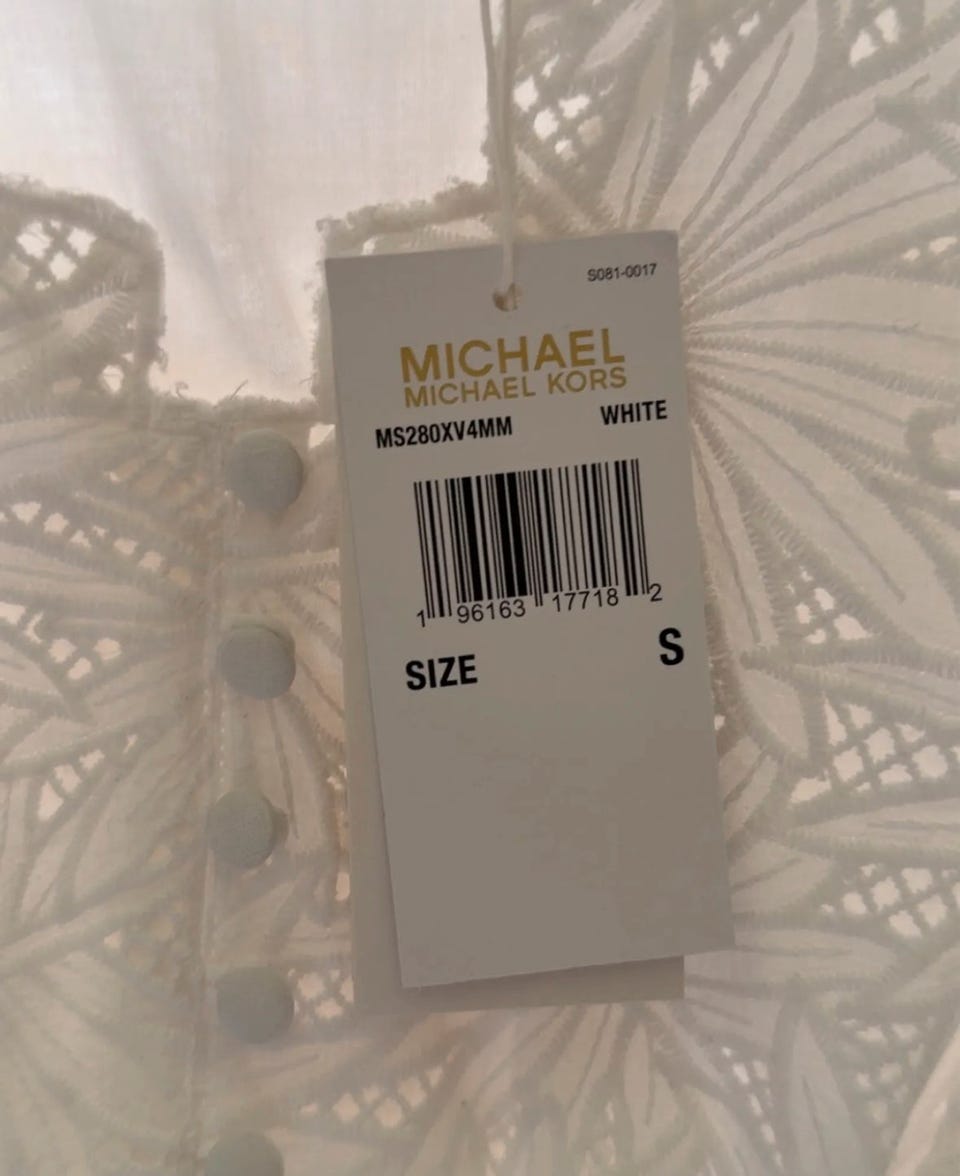 S081-0017
MICHAEL
MICHAEL KORS
MS280XV4MM WHITE
1 96163 17718 2
SIZE S